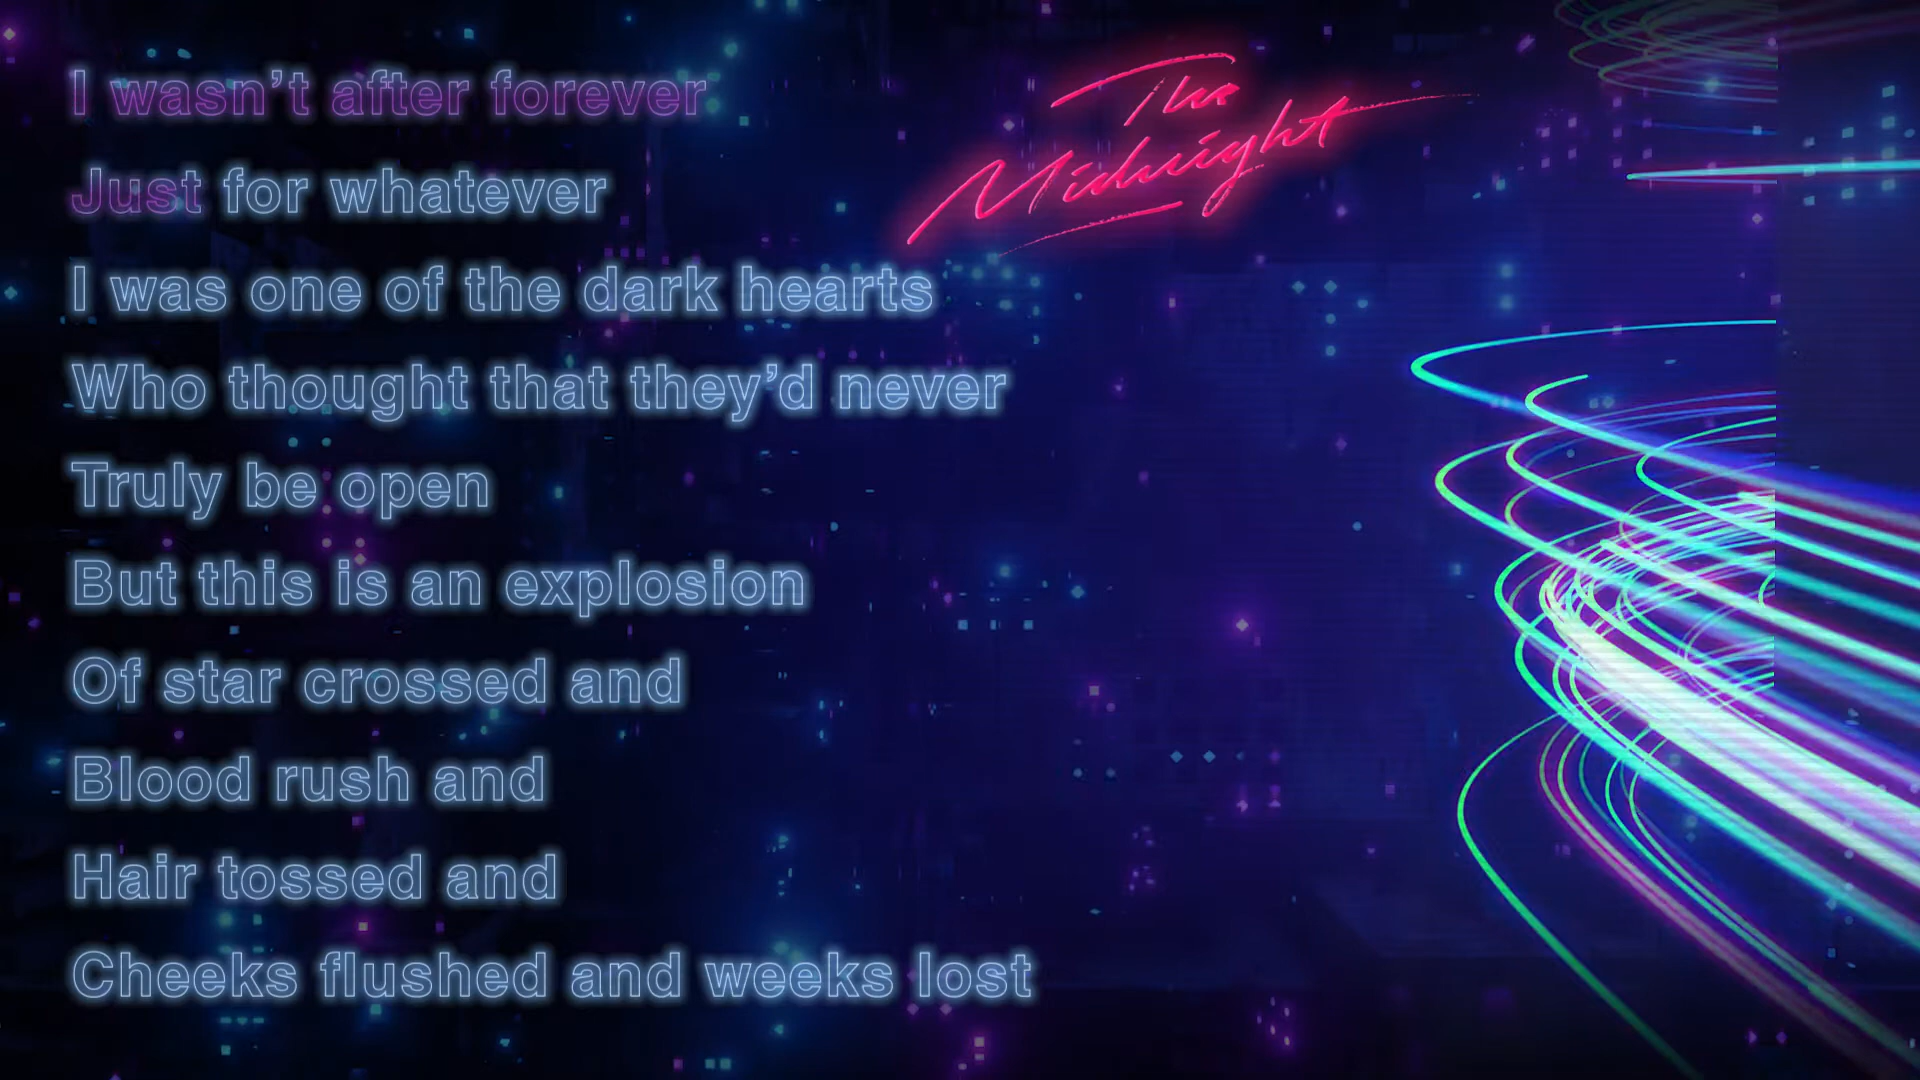 I wasn’t after forever
Just for whatever
I was one of the dark hearts
Who thought that they’d never
Truly be open
But this is an explosion
Of star crossed and
Blood rush and
Hair tossed and
Cheeks flushed and weeks lost
The
Midnight